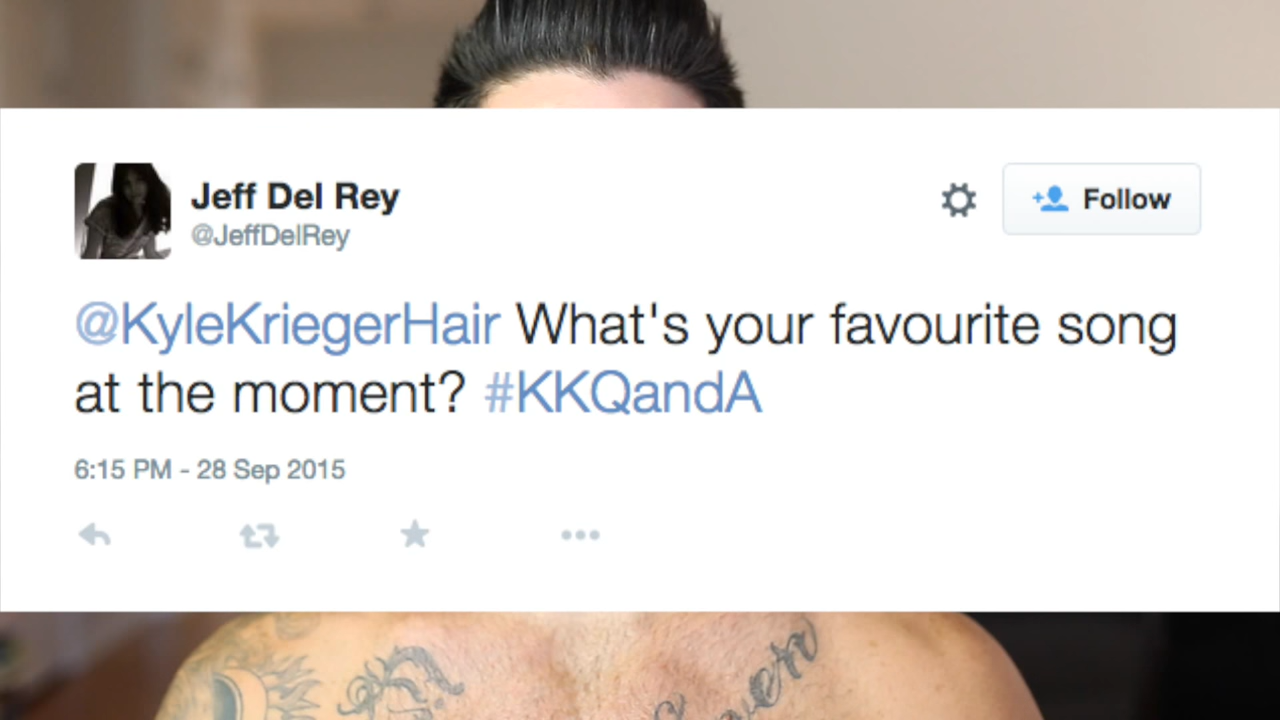 Jeff Del Rey
Follow
@JeffDelRey
@KyleKriegerHair What's your favourite song
at the moment? #KKQandA
6:15 PM - 28 Sep 2015